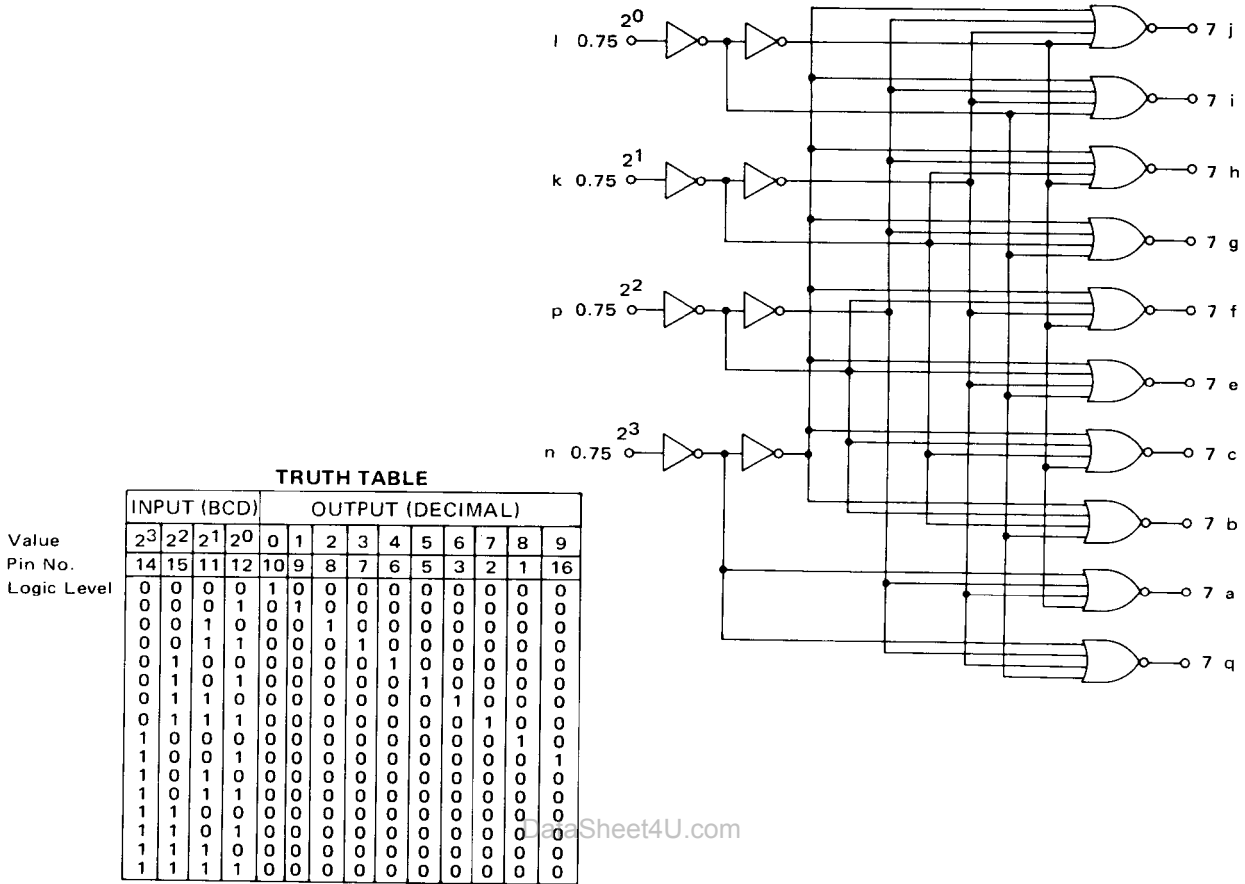 2⁰
l 0.75
7 j
7 i
2¹
k 0.75
7 h
7 g
2²
p 0.75
7 f
7 e
2³
n 0.75
7 c
7 b
7 a
7 q
TRUTH TABLE
INPUT (BCD) OUTPUT (DECIMAL)
Value 2³ 2² 2¹ 2⁰ 0 1 2 3 4 5 6 7 8 9
Pin No. 14 15 11 12 10 9 8 7 6 5 3 2 1 16
Logic Level 0 0 0 0 1 0 0 0 0 0 0 0 0 0
0 0 0 1 0 1 0 0 0 0 0 0 0 0
0 0 1 0 0 0 1 0 0 0 0 0 0 0
0 0 1 1 0 0 0 1 0 0 0 0 0 0
0 1 0 0 0 0 0 0 1 0 0 0 0 0
0 1 0 1 0 0 0 0 0 1 0 0 0 0
0 1 1 0 0 0 0 0 0 0 1 0 0 0
0 1 1 1 0 0 0 0 0 0 0 1 0 0
1 0 0 0 0 0 0 0 0 0 0 0 1 0
1 0 0 1 0 0 0 0 0 0 0 0 0 1
1 0 1 0 0 0 0 0 0 0 0 0 0 0
1 0 1 1 0 0 0 0 0 0 0 0 0 0
1 1 0 0 0 0 0 0 0 0 0 0 0 0
1 1 0 1 0 0 0 0 0 0 0 0 0 0
1 1 1 0 0 0 0 0 0 0 0 0 0 0
1 1 1 1 0 0 0 0 0 0 0 0 0 0
DataSheet4U.com